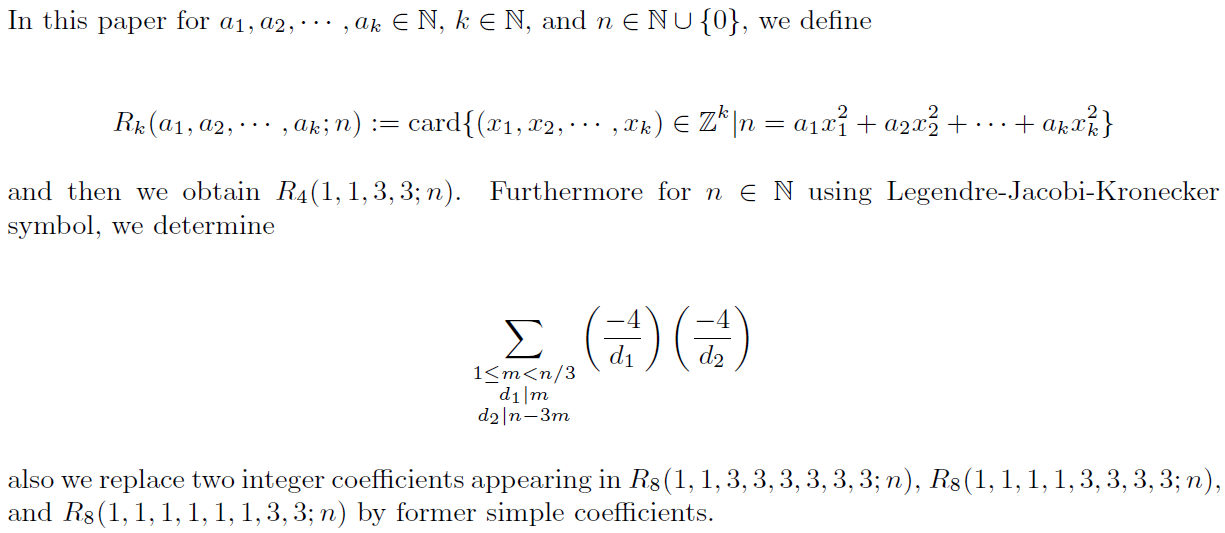 In this paper for $a_1, a_2, \cdots, a_k \in \mathbb{N}$, $k \in \mathbb{N}$, and $n \in \mathbb{N} \cup \{0\}$, we define
$R_k(a_1, a_2, \cdots, a_k; n) := \text{card}\{(x_1, x_2, \cdots, x_k) \in \mathbb{Z}^k | n = a_1x_1^2 + a_2x_2^2 + \cdots + a_kx_k^2\}$
and then we obtain $R_4(1, 1, 3, 3; n)$. Furthermore for $n \in \mathbb{N}$ using Legendre-Jacobi-Kronecker
symbol, we determine
$\sum_{\substack{1 \leq m < n/3 \\ d_1|m \\ d_2|n-3m}} \left(\frac{-4}{d_1}\right) \left(\frac{-4}{d_2}\right)$
also we replace two integer coefficients appearing in $R_8(1, 1, 3, 3, 3, 3, 3, 3; n)$, $R_8(1, 1, 1, 1, 3, 3, 3, 3; n)$,
and $R_8(1, 1, 1, 1, 1, 1, 3, 3; n)$ by former simple coefficients.